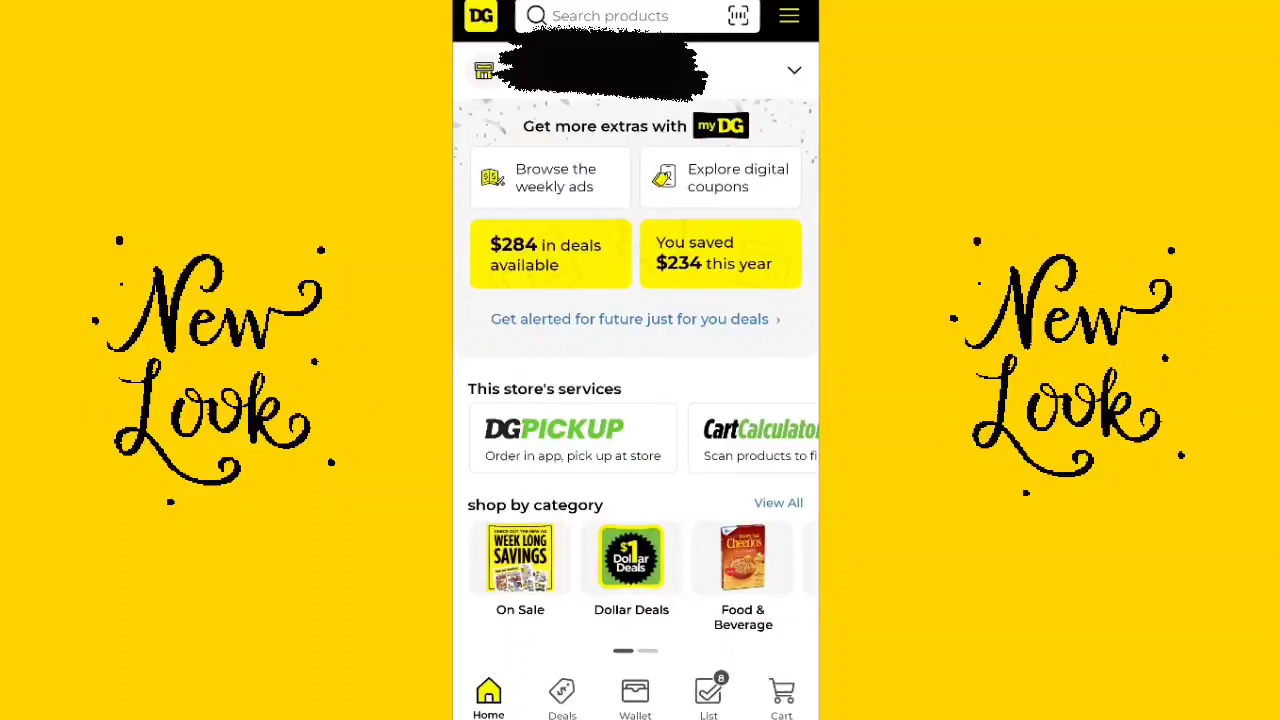 DG
Search products
Get more extras with myDG
Browse the
weekly ads
Explore digital
coupons
$284 in deals
available
You saved
$234 this year
Get alerted for future just for you deals ›
This store's services
DGPICKUP
Order in app, pick up at store
CartCalculator
Scan products to fi
shop by category
View All
WEEK LONG
SAVINGS
$1
Dollar
Deals
Cheerios
On Sale
Dollar Deals
Food &
Beverage
8
Home
Deals
Wallet
List
Cart
New
Look
New
Look